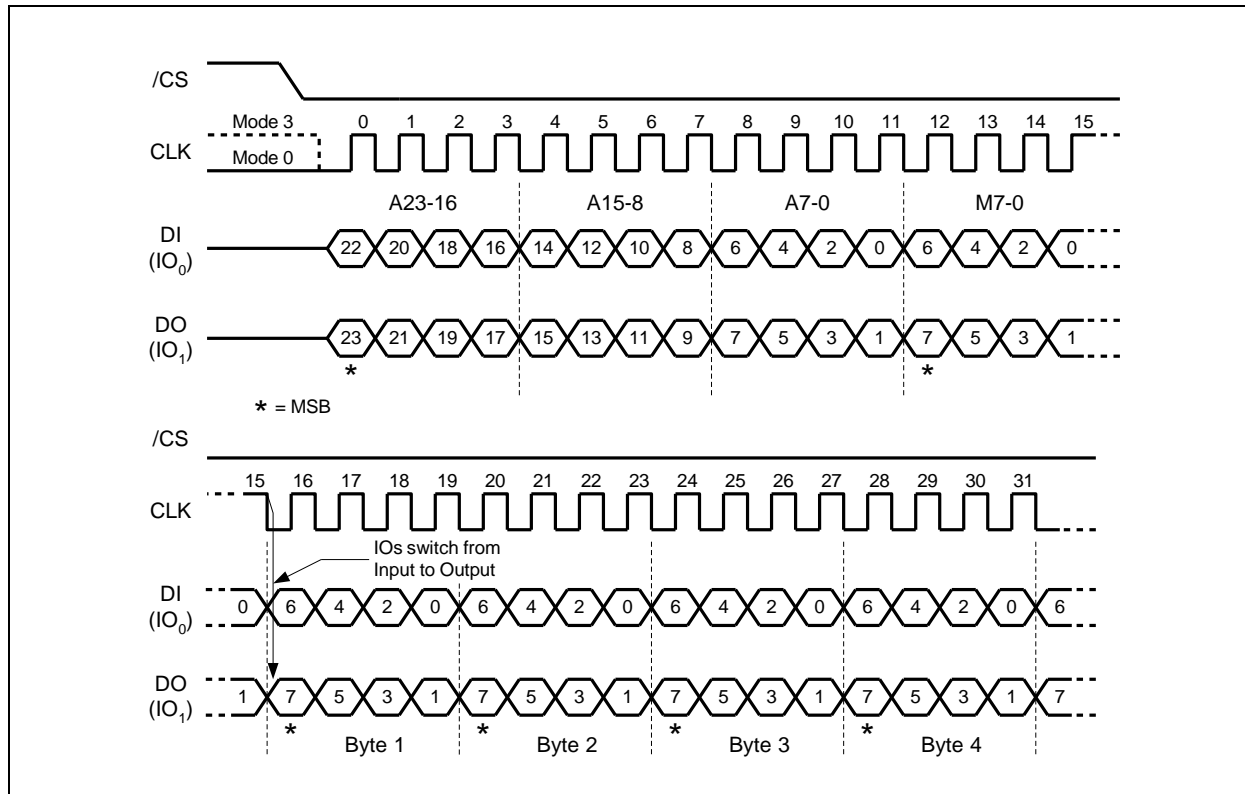 /CS
Mode 3
0 1 2 3 4 5 6 7 8 9 10 11 12 13 14 15
CLK
Mode 0
A23-16 A15-8 A7-0 M7-0
DI
(IO0)
22 20 18 16 14 12 10 8 6 4 2 0 6 4 2 0
DO
(IO1)
23 21 19 17 15 13 11 9 7 5 3 1 7 5 3 1
* *
* = MSB
/CS
15 16 17 18 19 20 21 22 23 24 25 26 27 28 29 30 31
CLK
IOs switch from
Input to Output
DI
(IO0)
0 6 4 2 0 6 4 2 0 6 4 2 0 6 4 2 0 6
DO
(IO1)
1 7 5 3 1 7 5 3 1 7 5 3 1 7 5 3 1 7
* * * *
Byte 1 Byte 2 Byte 3 Byte 4